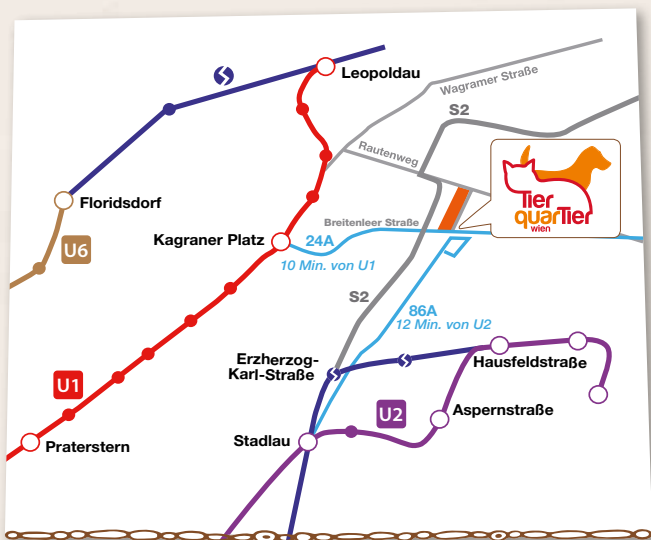 Leopoldau
Wagramer Straße
S2
Rautenweg
Floridsdorf
Tier
quarTier
wien
U6
Breitenleer Straße
Kagraner Platz
24A
10 Min. von U1
S2
86A
12 Min. von U2
Erzherzog-
Karl-Straße
Hausfeldstraße
U1
U2
Aspernstraße
Stadlau
Praterstern